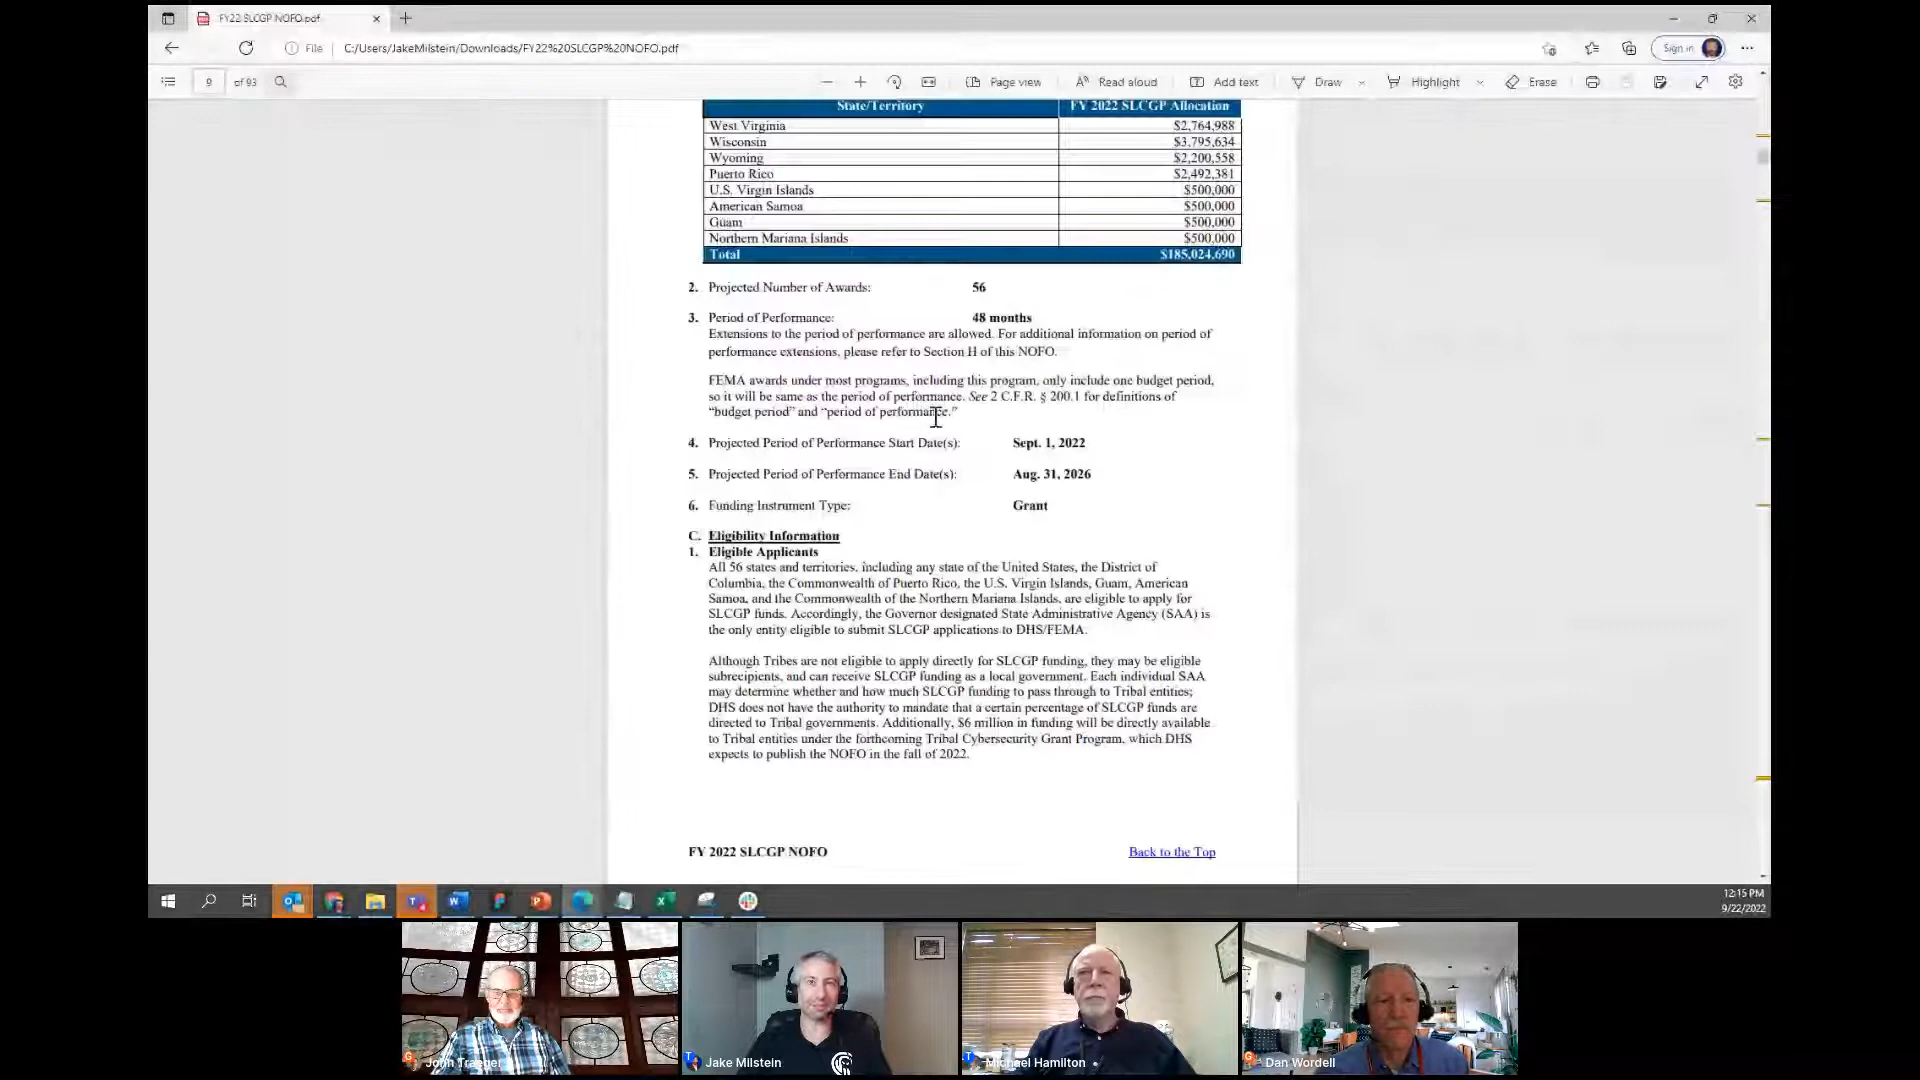 FY22 SLCGP NOFO.pdf
File C:/Users/JakeMilstein/Downloads/FY22%20SLCGP%20NOFO.pdf
Sign in
9 of 93
Page view Read aloud Add text Draw Highlight Erase
State/Territory FY 2022 SLCGP Allocation
West Virginia $2,764,988
Wisconsin $3,795,634
Wyoming $2,200,558
Puerto Rico $2,492,381
U.S. Virgin Islands $500,000
American Samoa $500,000
Guam $500,000
Northern Mariana Islands $500,000
Total $185,024,690
2. Projected Number of Awards: 56
3. Period of Performance: 48 months
Extensions to the period of performance are allowed. For additional information on period of
performance extensions, please refer to Section H of this NOFO.
FEMA awards under most programs, including this program, only include one budget period,
so it will be same as the period of performance. See 2 C.F.R. § 200.1 for definitions of
“budget period” and “period of performance.”
4. Projected Period of Performance Start Date(s): Sept. 1, 2022
5. Projected Period of Performance End Date(s): Aug. 31, 2026
6. Funding Instrument Type: Grant
C. Eligibility Information
1. Eligible Applicants
All 56 states and territories, including any state of the United States, the District of
Columbia, the Commonwealth of Puerto Rico, the U.S. Virgin Islands, Guam, American
Samoa, and the Commonwealth of the Northern Mariana Islands, are eligible to apply for
SLCGP funds. Accordingly, the Governor designated State Administrative Agency (SAA) is
the only entity eligible to submit SLCGP applications to DHS/FEMA.
Although Tribes are not eligible to apply directly for SLCGP funding, they may be eligible
subrecipients, and can receive SLCGP funding as a local government. Each individual SAA
may determine whether and how much SLCGP funding to pass through to Tribal entities;
DHS does not have the authority to mandate that a certain percentage of SLCGP funds are
directed to Tribal governments. Additionally, $6 million in funding will be directly available
to Tribal entities under the forthcoming Tribal Cybersecurity Grant Program, which DHS
expects to publish the NOFO in the fall of 2022.
FY 2022 SLCGP NOFO Back to the Top
12:15 PM
9/22/2022
John Traeger
Jake Milstein
Michael Hamilton
Dan Wordell